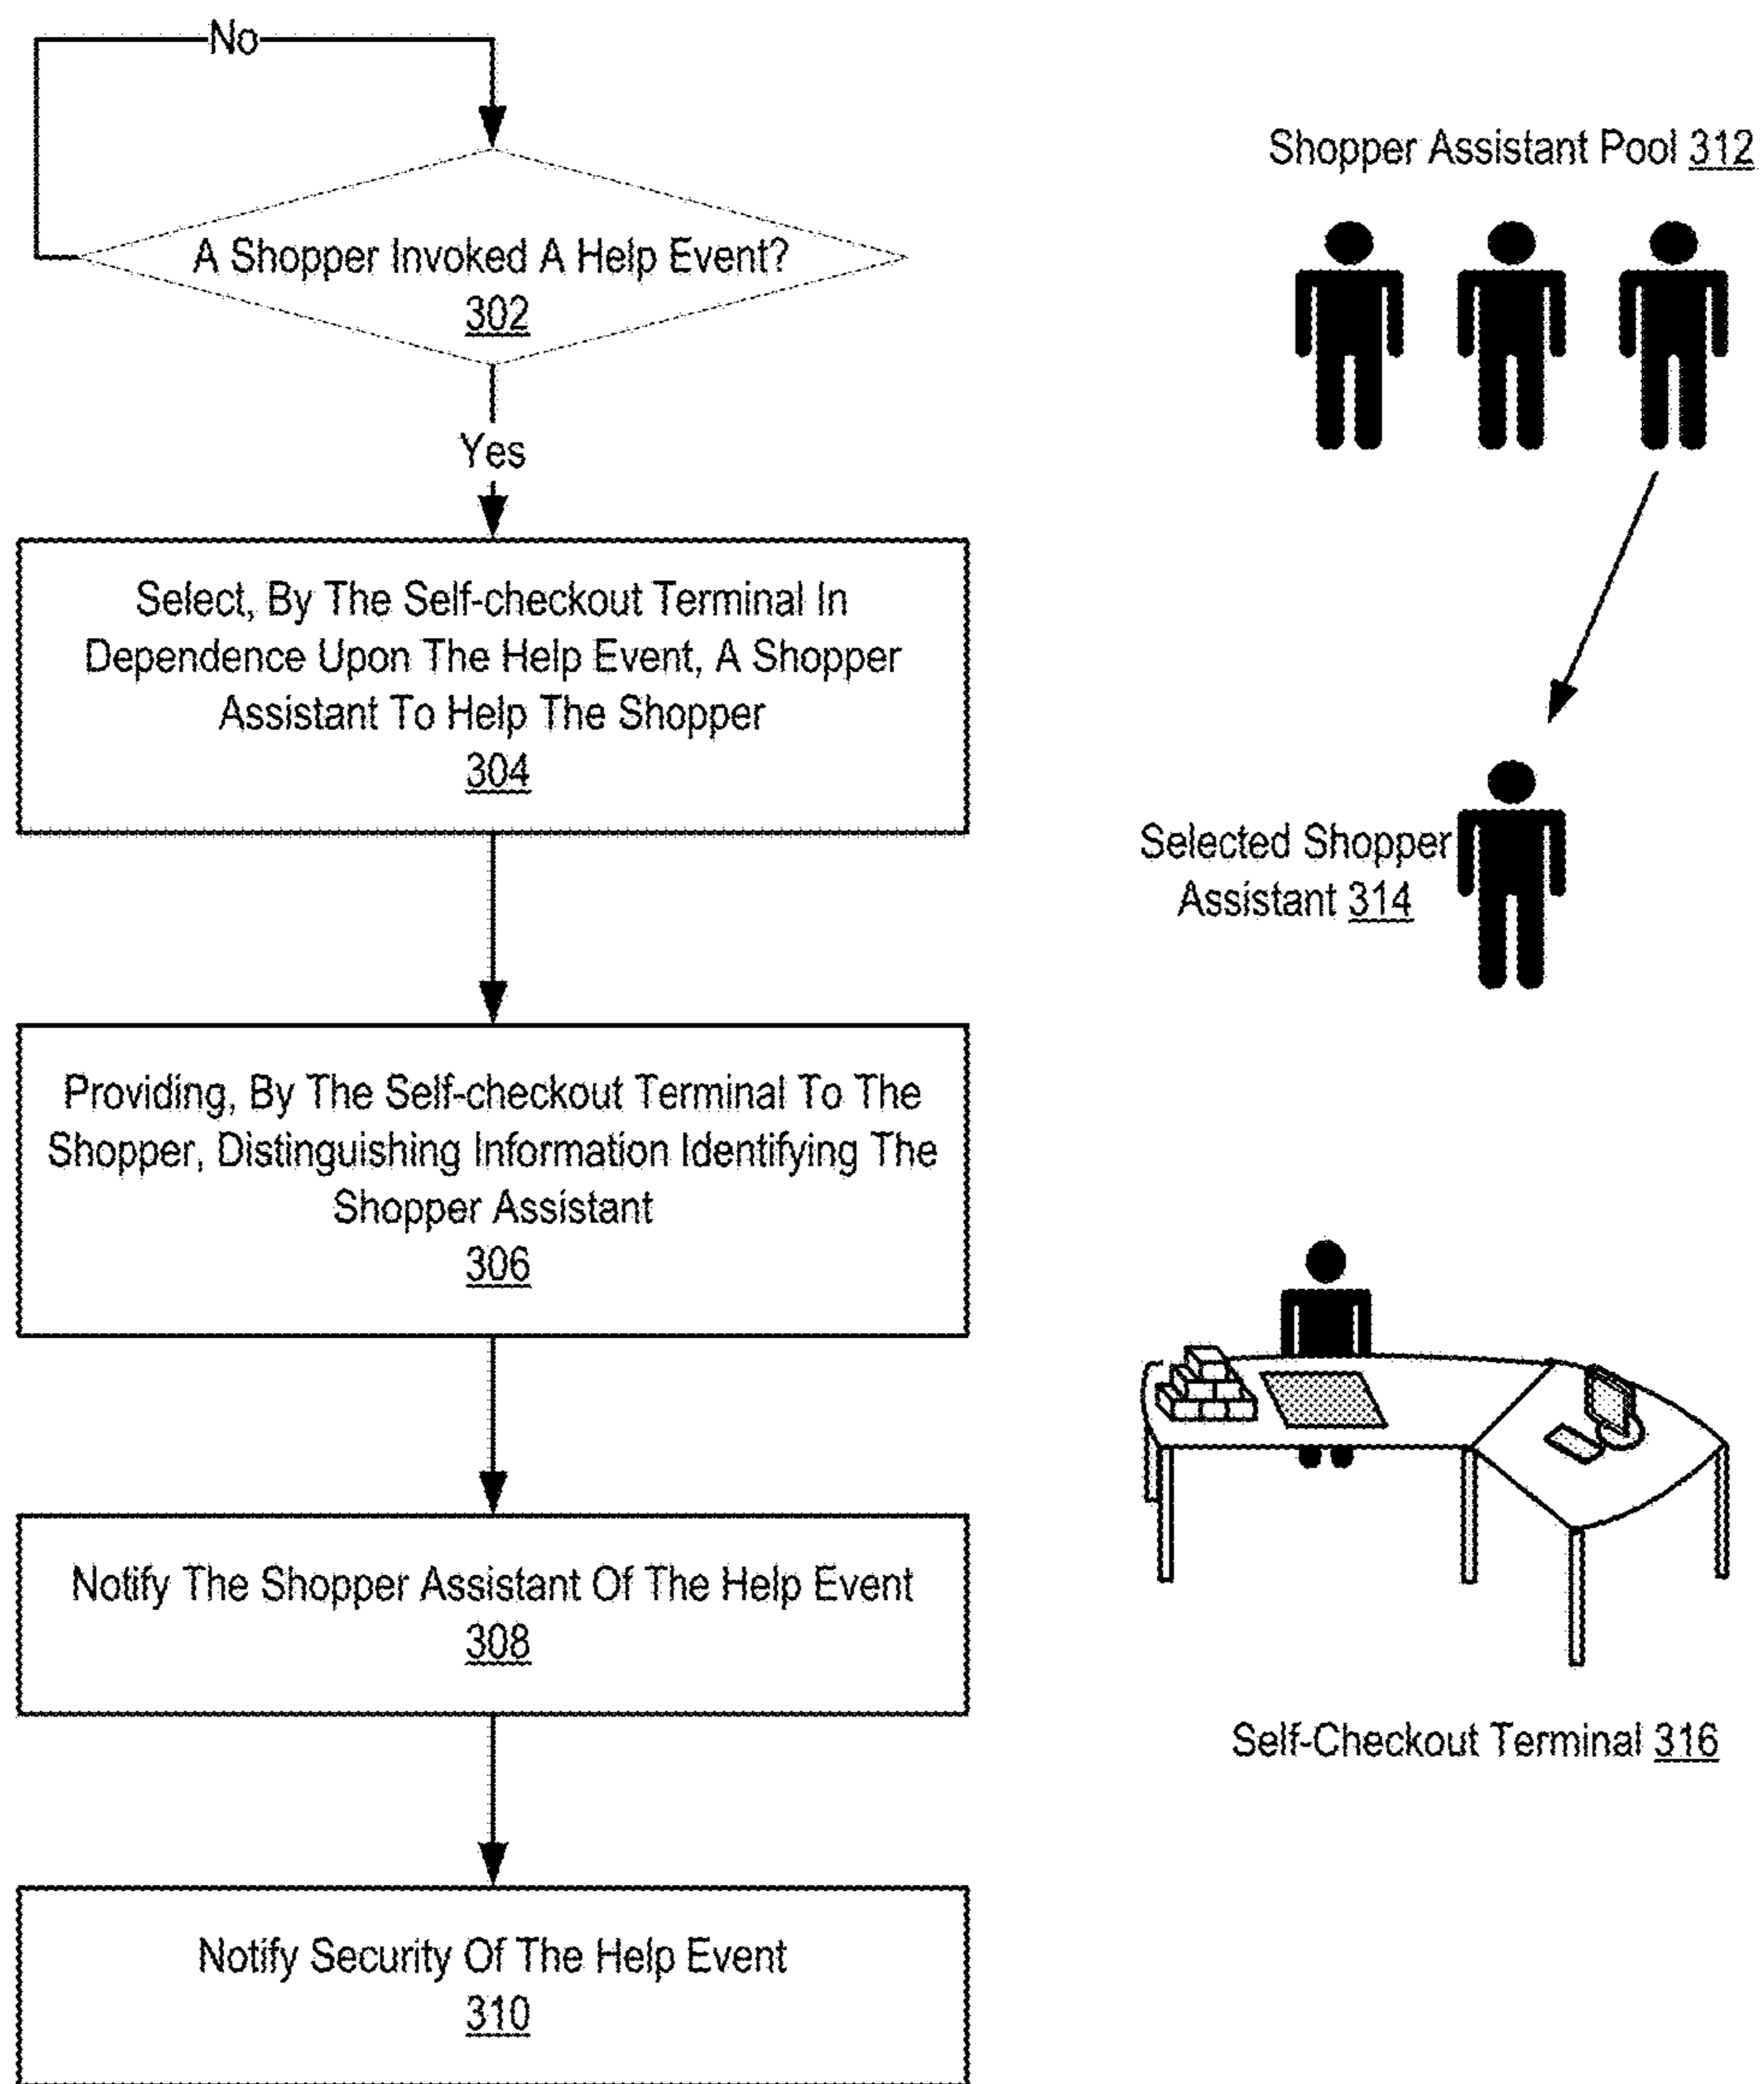 No
A Shopper Invoked A Help Event?
302
Yes
Select, By The Self-checkout Terminal In
Dependence Upon The Help Event, A Shopper
Assistant To Help The Shopper
304
Providing, By The Self-checkout Terminal To The
Shopper, Distinguishing Information Identifying The
Shopper Assistant
306
Notify The Shopper Assistant Of The Help Event
308
Notify Security Of The Help Event
310
Shopper Assistant Pool 312
Selected Shopper
Assistant 314
Self-Checkout Terminal 316